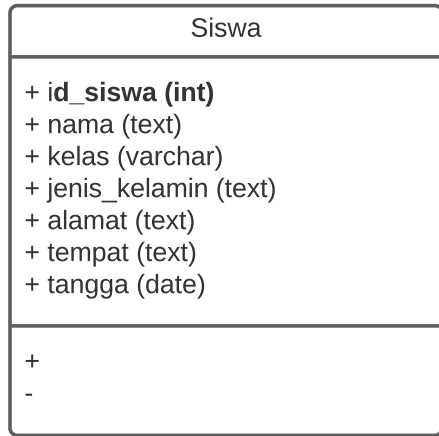 Siswa
+ id_siswa (int)
+ nama (text)
+ kelas (varchar)
+ jenis_kelamin (text)
+ alamat (text)
+ tempat (text)
+ tangga (date)
+
-